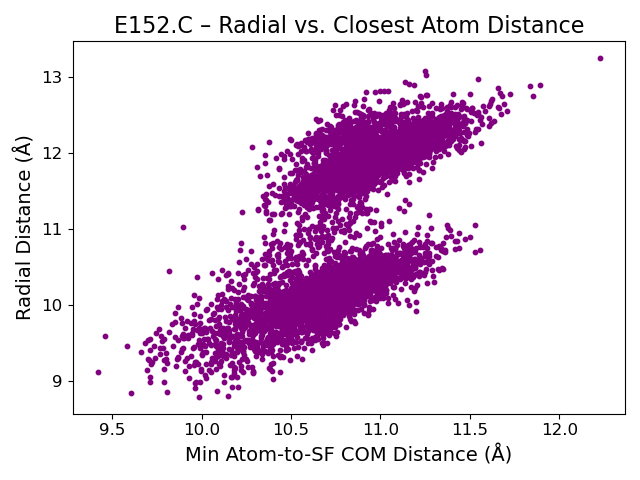 E152.C – Radial vs. Closest Atom Distance
Radial Distance (Å)
13
12
11
10
9
9.5 10.0 10.5 11.0 11.5 12.0
Min Atom-to-SF COM Distance (Å)